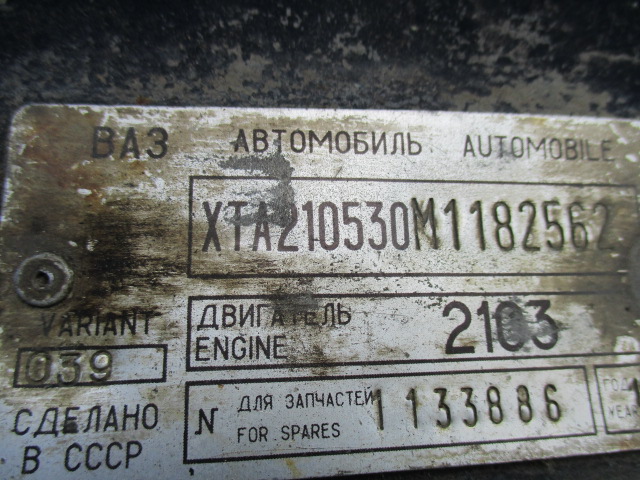 ВАЗ АВТОМОБИЛЬ AUTOMOBILE
XTA210530M1182562
VARIANT
039
ДВИГАТЕЛЬ
ENGINE
2103
СДЕЛАНО
В СССР
N
ДЛЯ ЗАПЧАСТЕЙ
FOR SPARES
1133886